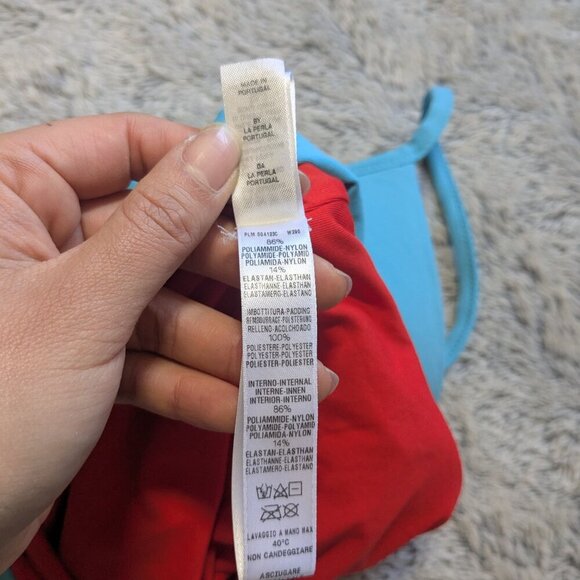 MADE IN
PORTUGAL
BY
LA PERLA
PORTUGAL
DA
LA PERLA
PORTUGAL
86%
POLIAMMIDE-NYLON
POLYAMIDE-POLYAMID
POLIAMIDA-NYLON
14%
ELASTAN-ELASTHAN
ELASTHANNE-ELASTHAN
ELASTAMERO-ELASTANO
IMBOTTITURA-PADDING
REMBOURRAGE-POLSTERUNG
RELLENO-ACOLCHOADO
100%
POLIESTERE-POLYESTER
POLYESTER-POLYESTER
POLIESTER-POLIESTER
INTERNO-INTERNAL
INTERNE-INNEN
INTERIOR-INTERNO
86%
POLIAMMIDE-NYLON
POLYAMIDE-POLYAMID
POLIAMIDA-NYLON
14%
ELASTAN-ELASTHAN
ELASTHANNE-ELASTHAN
ELASTAMERO-ELASTANO
LAVAGGIO A MANO MAX
40°C
NON CANDEGGIARE
ASCIUGARE